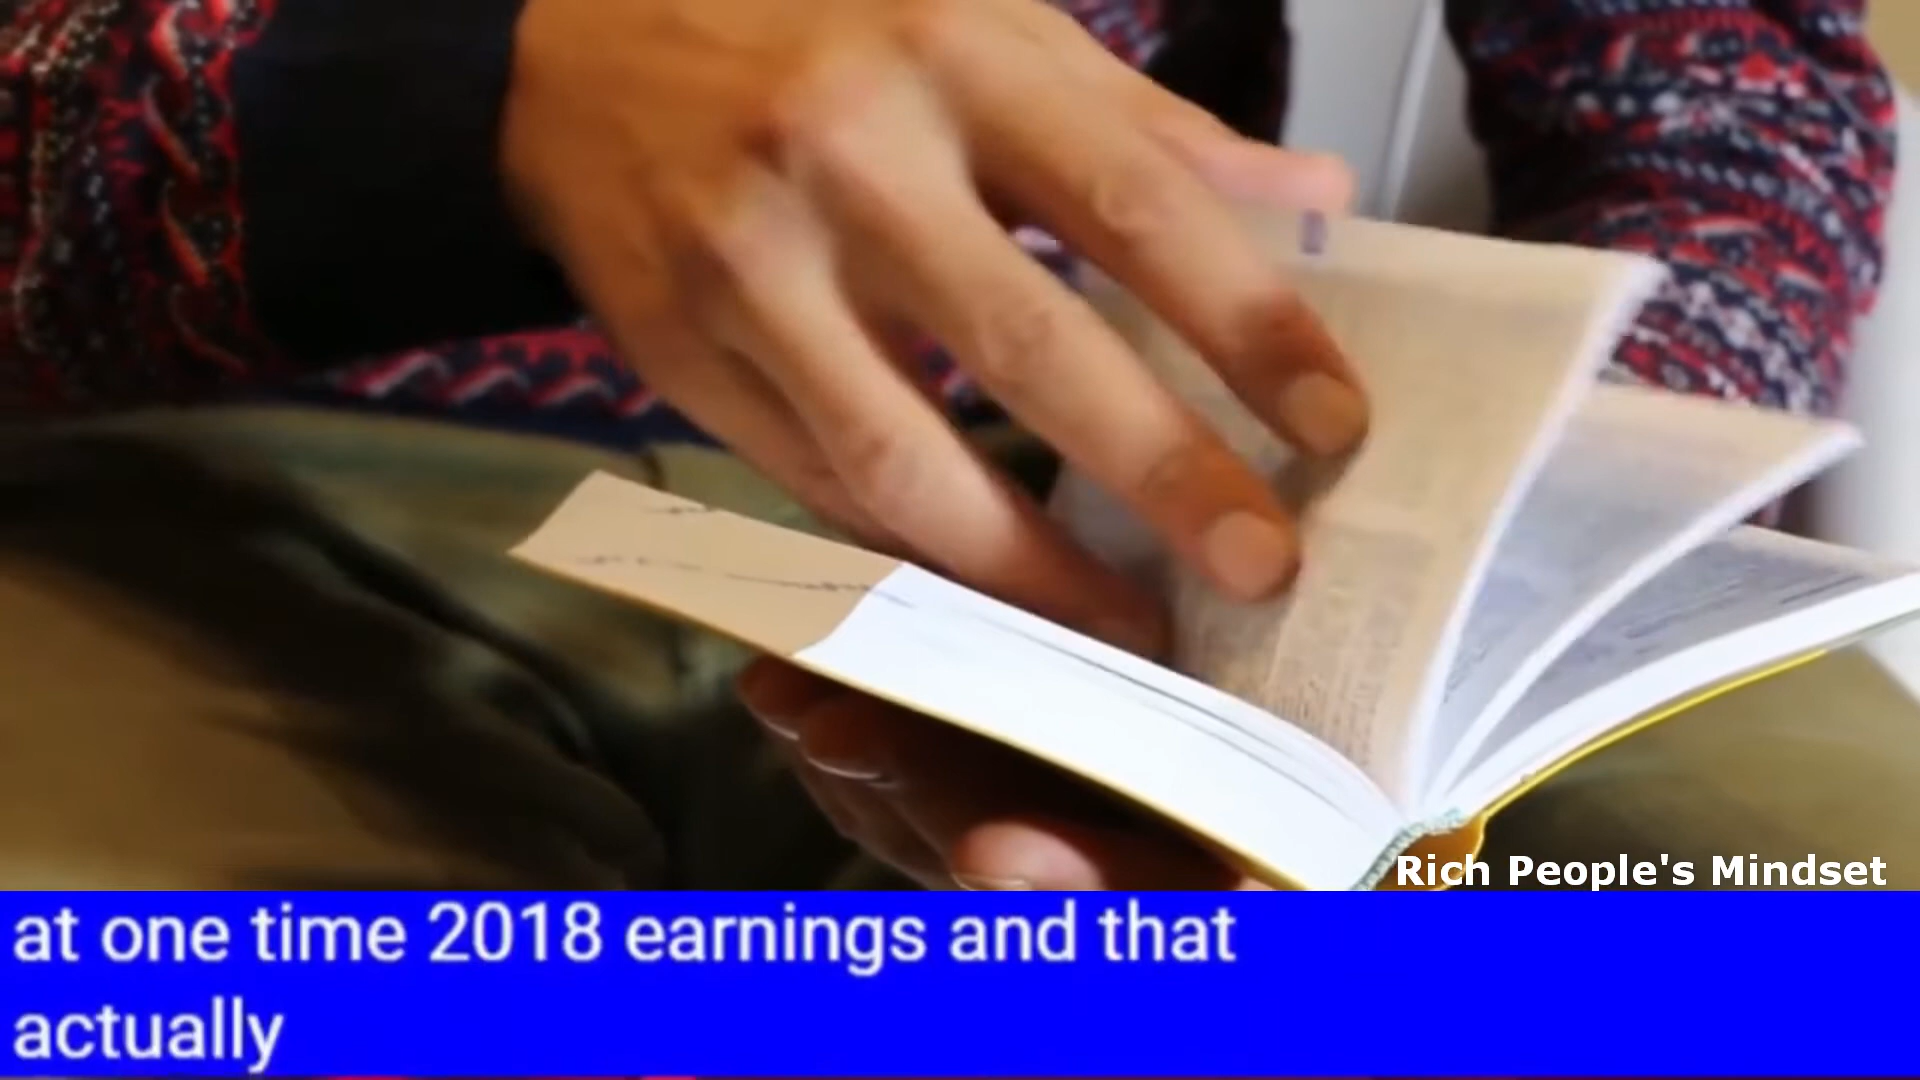 Rich People's Mindset
at one time 2018 earnings and that
actually